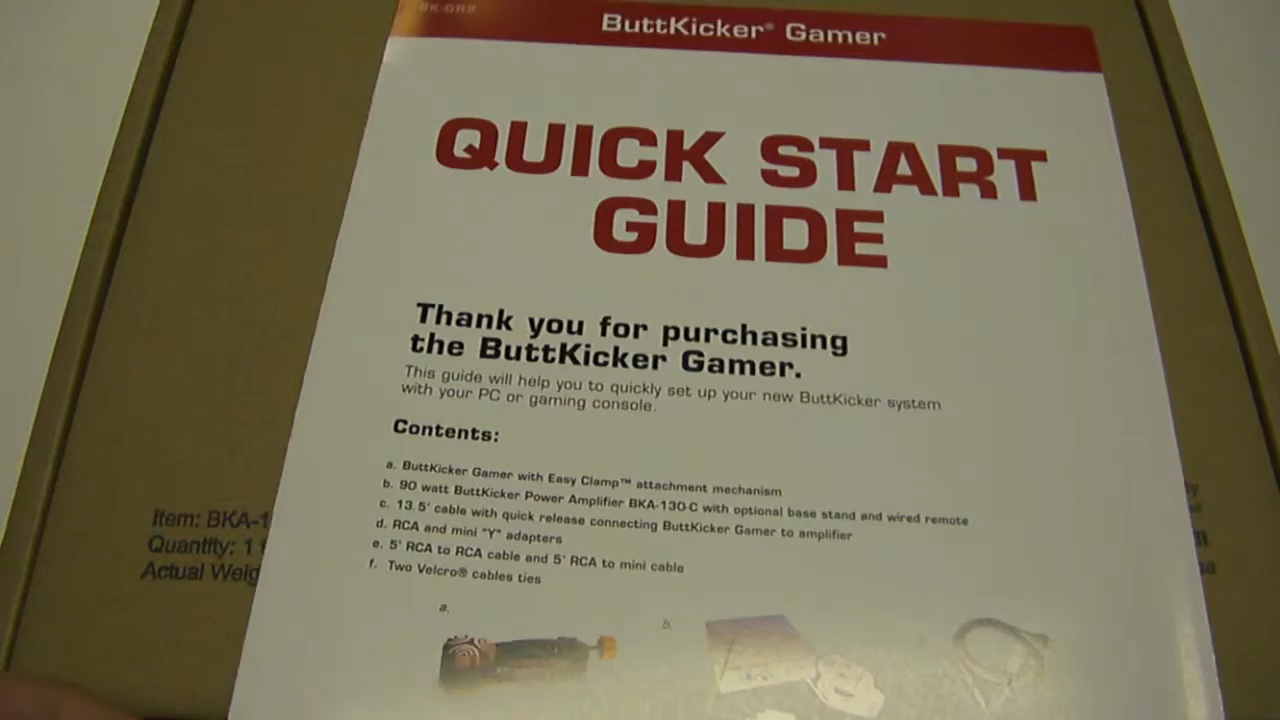 BK-GR2
ButtKicker® Gamer
QUICK START
GUIDE
Thank you for purchasing
the ButtKicker Gamer.
This guide will help you to quickly set up your new ButtKicker system
with your PC or gaming console.
Contents:
a. ButtKicker Gamer with Easy Clamp™ attachment mechanism
b. 90 watt ButtKicker Power Amplifier BKA-130-C with optional base stand and wired remote
c. 13.5' cable with quick release connecting ButtKicker Gamer to amplifier
d. RCA and mini "Y" adapters
e. 5' RCA to RCA cable and 5' RCA to mini cable
f. Two Velcro® cables ties
a.
b.
Item: BKA-1
Quantity: 1
Actual Weig